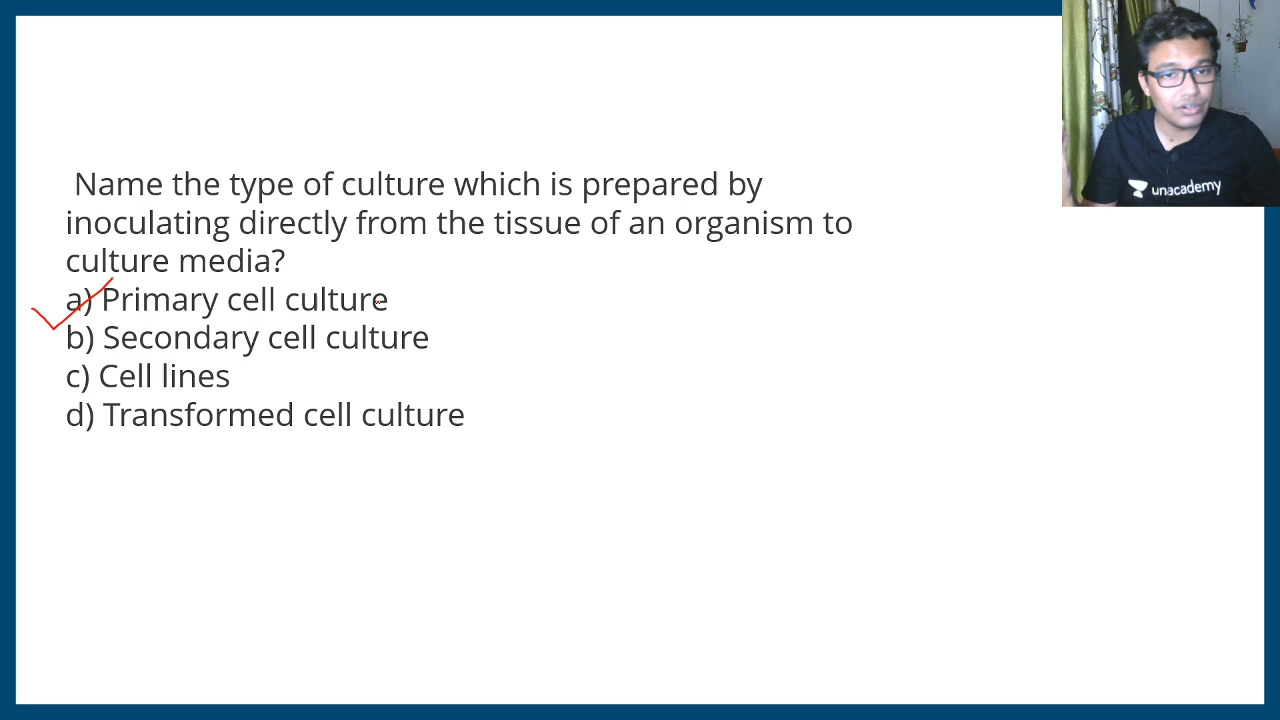 Name the type of culture which is prepared by
inoculating directly from the tissue of an organism to
culture media?
a) Primary cell culture
b) Secondary cell culture
c) Cell lines
d) Transformed cell culture
unacademy